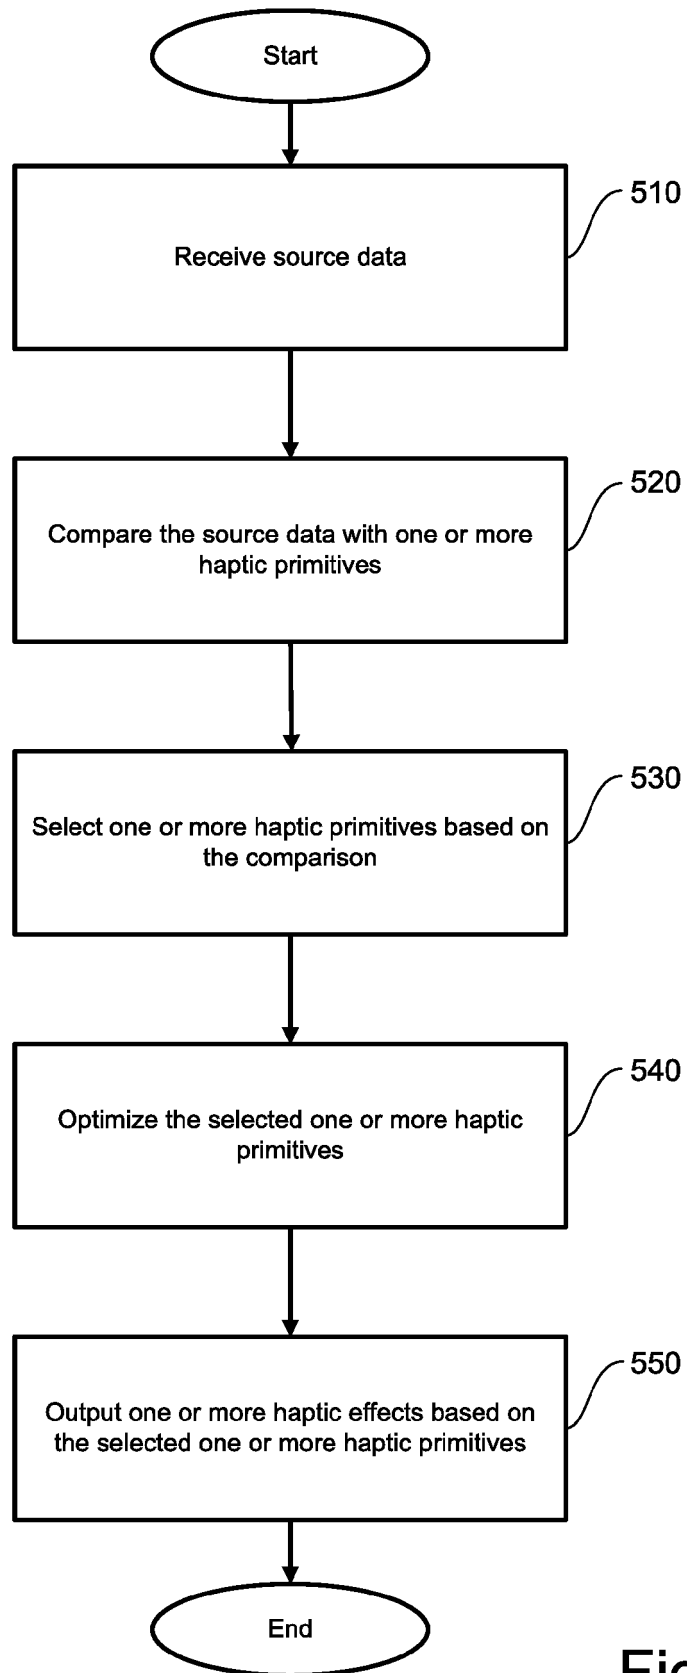 Start
510
Receive source data
520
Compare the source data with one or more
haptic primitives
530
Select one or more haptic primitives based on
the comparison
540
Optimize the selected one or more haptic
primitives
550
Output one or more haptic effects based on
the selected one or more haptic primitives
End